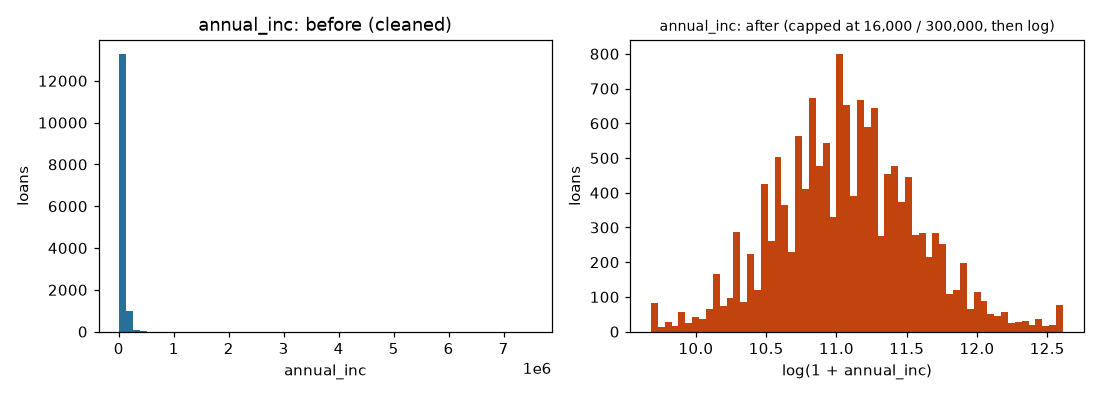 annual_inc: before (cleaned)
12000
10000
8000
6000
4000
2000
0
loans
0 1 2 3 4 5 6 7
1e6
annual_inc
annual_inc: after (capped at 16,000 / 300,000, then log)
800
700
600
500
400
300
200
100
0
loans
10.0 10.5 11.0 11.5 12.0 12.5
log(1 + annual_inc)